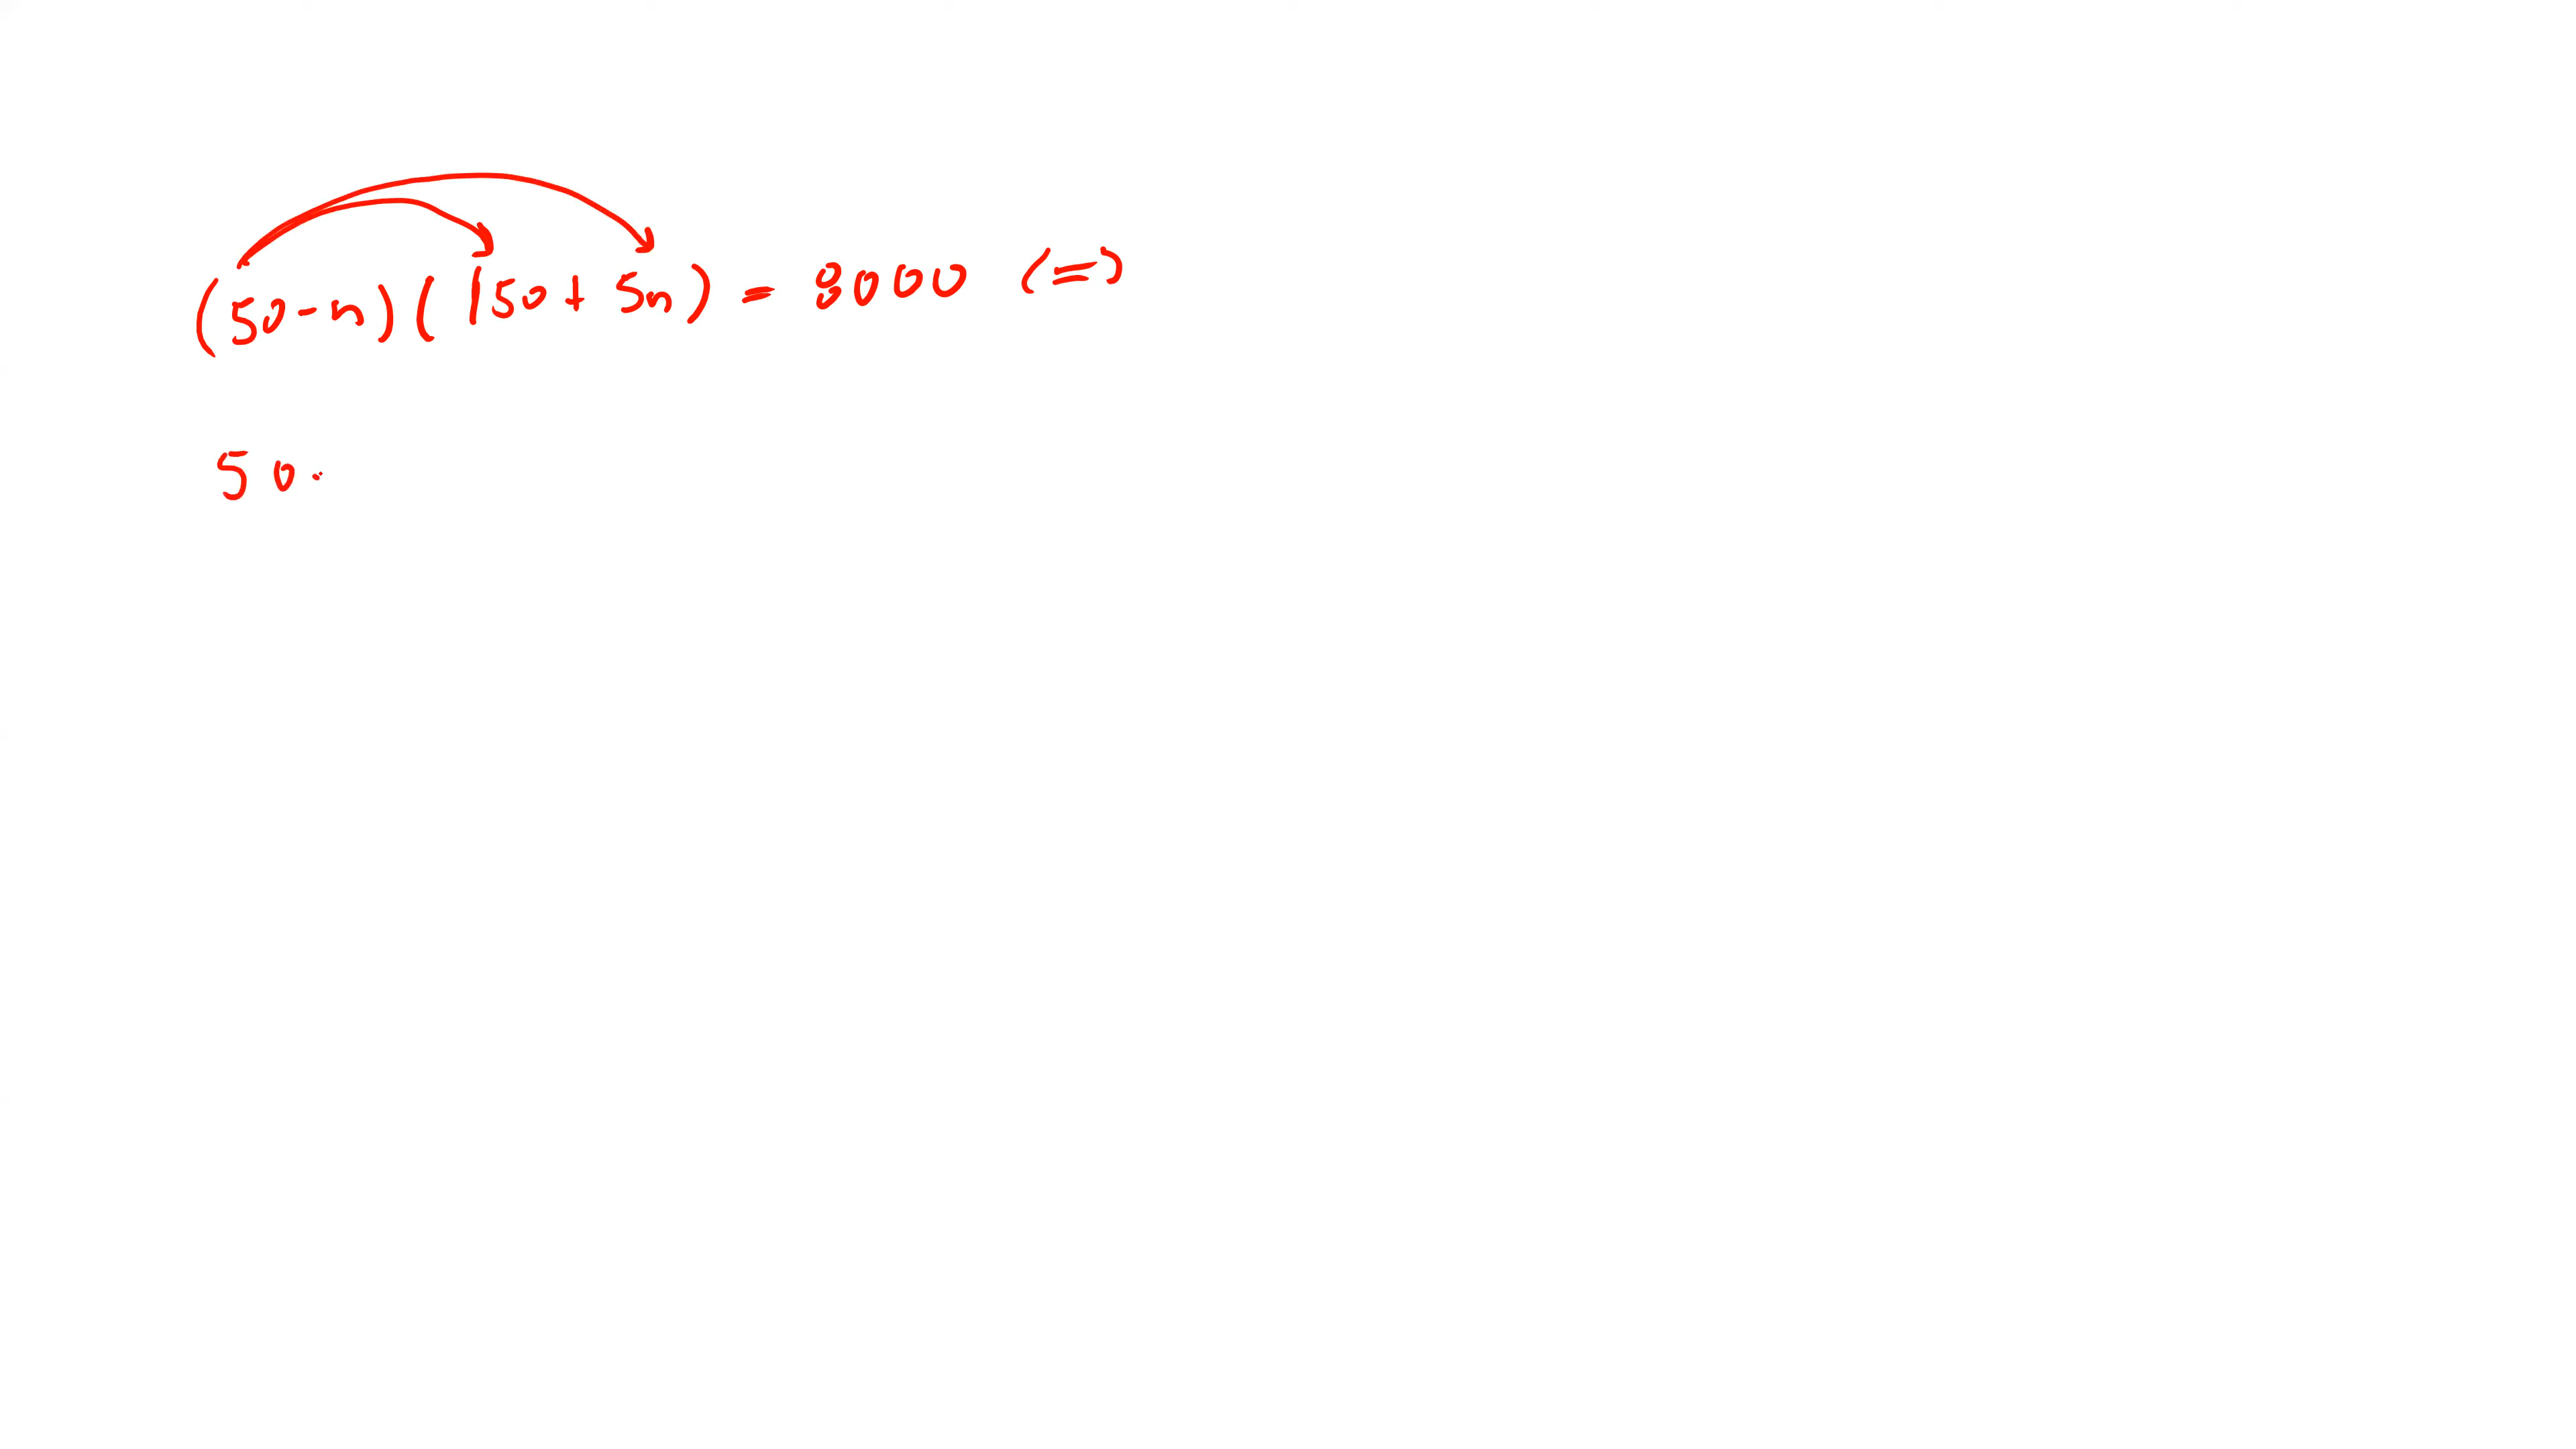 (50-n)(150+5n) = 8000 (=)
50.